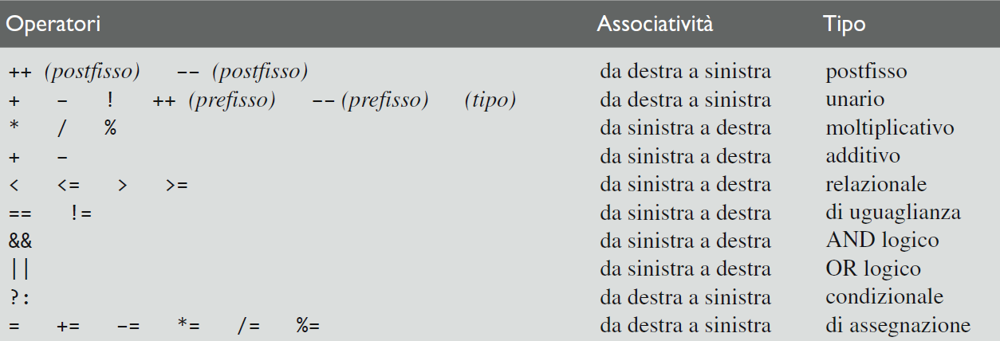 Operatori Associatività Tipo
++ (postfisso) -- (postfisso) da destra a sinistra postfisso
+ - ! ++ (prefisso) -- (prefisso) (tipo) da destra a sinistra unario
* / % da sinistra a destra moltiplicativo
+ - da sinistra a destra additivo
< <= > >= da sinistra a destra relazionale
== != da sinistra a destra di uguaglianza
&& da sinistra a destra AND logico
|| da sinistra a destra OR logico
?: da destra a sinistra condizionale
= += -= *= /= %= da destra a sinistra di assegnazione